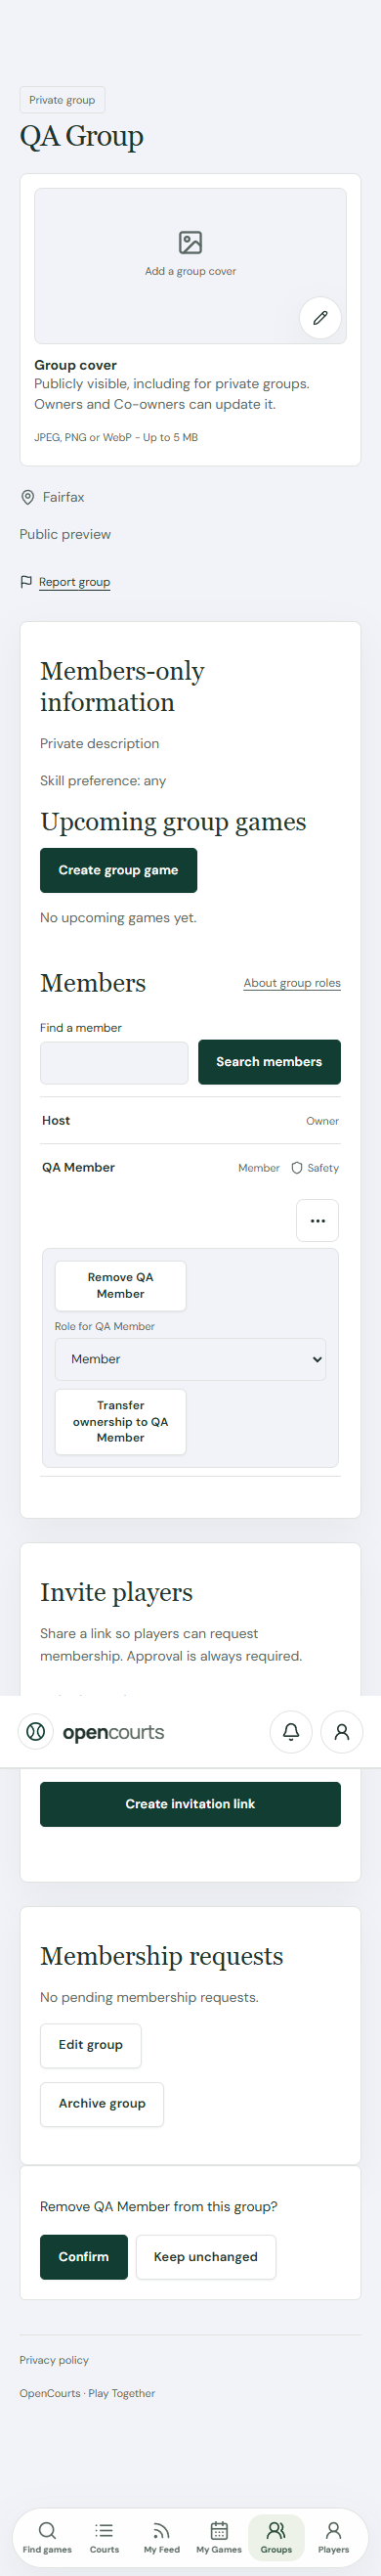 Private group
QA Group
Add a group cover
Group cover
Publicly visible, including for private groups.
Owners and Co-owners can update it.
JPEG, PNG or WebP - Up to 5 MB
Fairfax
Public preview
Report group
Members-only
information
Private description
Skill preference: any
Upcoming group games
Create group game
No upcoming games yet.
Members
About group roles
Find a member
Search members
Host
Owner
QA Member
Member
Safety
Remove QA
Member
Role for QA Member
Member
Transfer
ownership to QA
Member
Invite players
Share a link so players can request
membership. Approval is always required.
opencourts
Create invitation link
Membership requests
No pending membership requests.
Edit group
Archive group
Remove QA Member from this group?
Confirm
Keep unchanged
Privacy policy
OpenCourts · Play Together
Find games
Courts
My Feed
My Games
Groups
Players